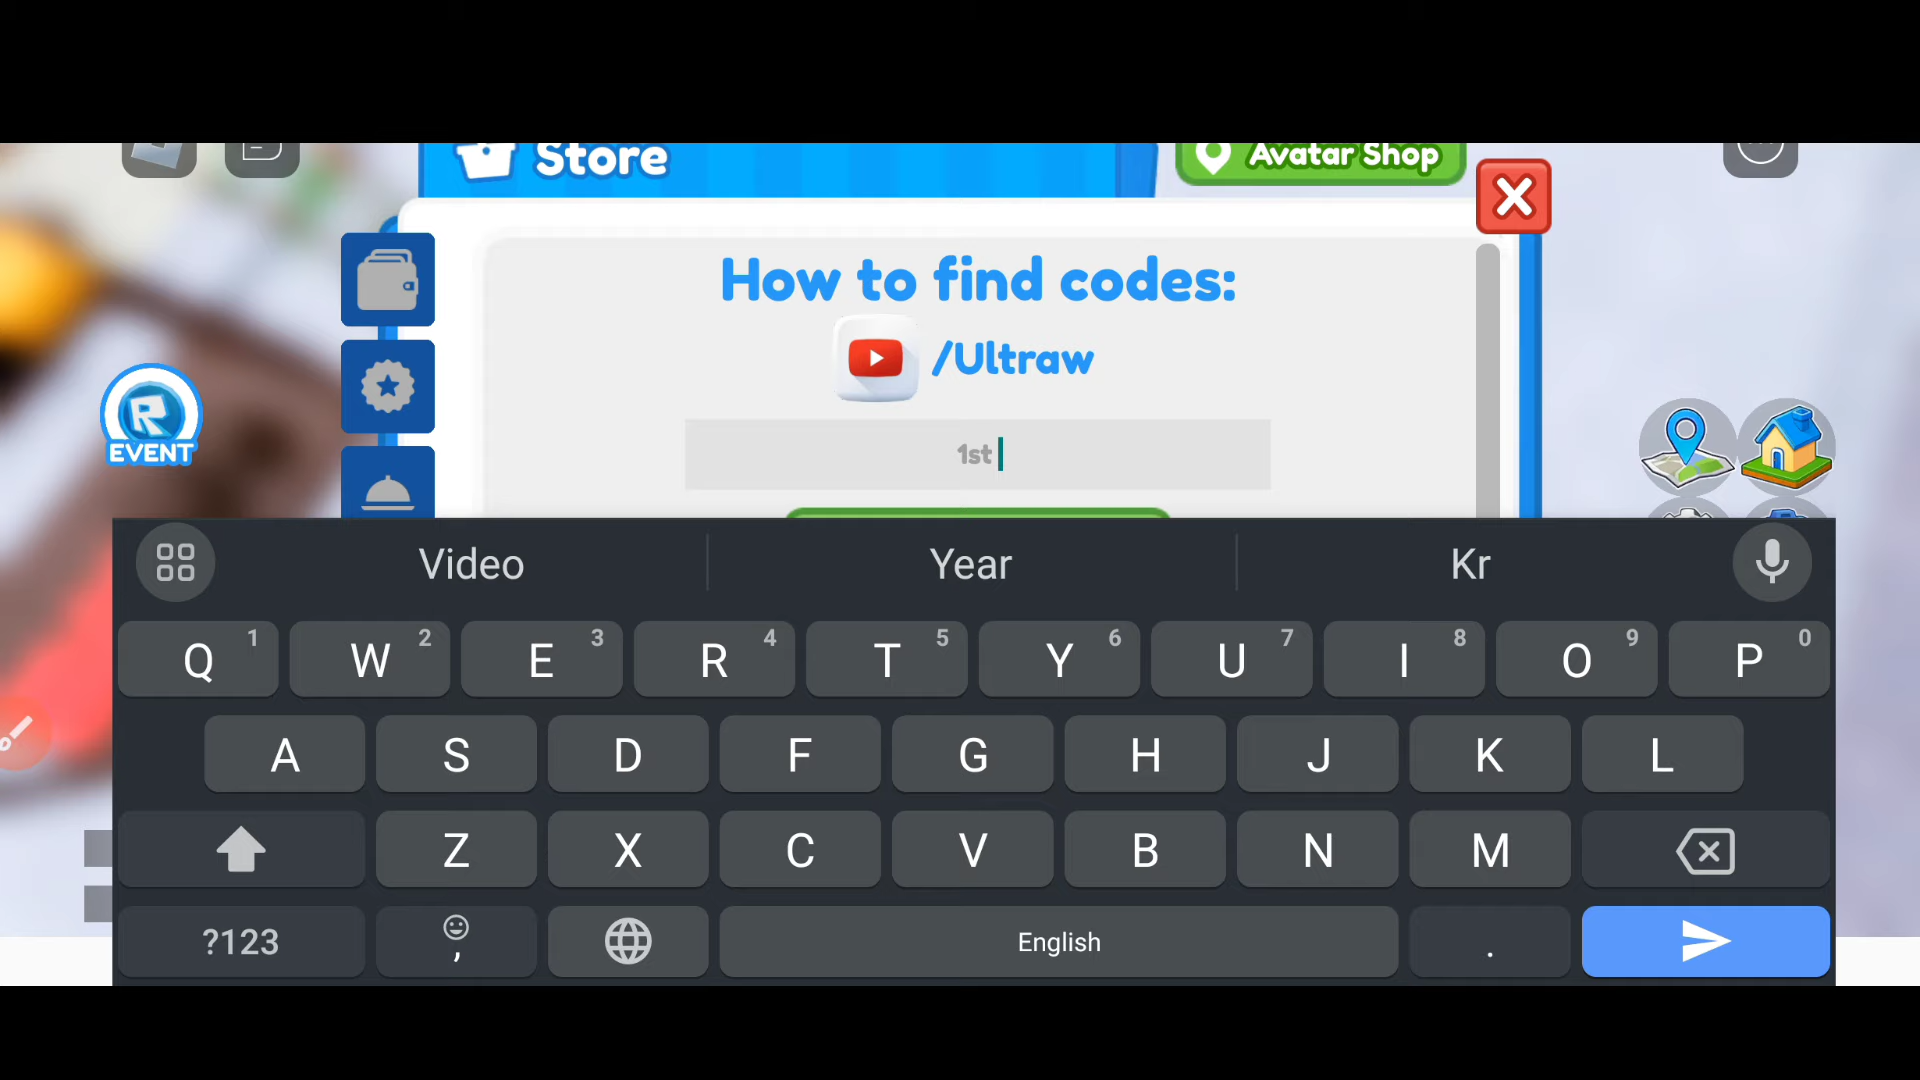 Store
Avatar Shop
How to find codes:
/Ultraw
EVENT
1st
Video Year Kr
Q 1 W 2 E 3 R 4 T 5 Y 6 U 7 I 8 O 9 P 0
A S D F G H J K L
Z X C V B N M
?123 , English .